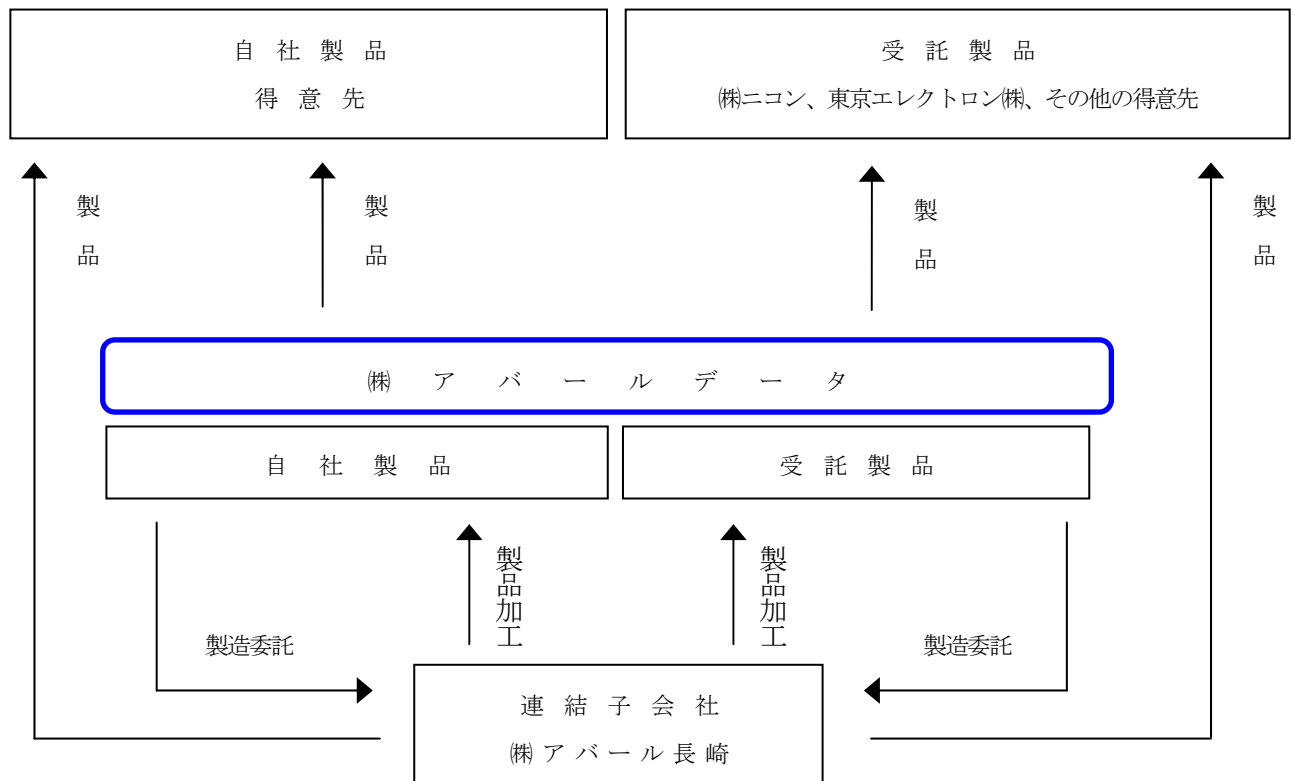 自社製品
得意先
受託製品
㈱ニコン、東京エレクトロン㈱、その他の得意先
製品
製品
製品
製品
㈱アバールデータ
自社製品
受託製品
製品加工
製品加工
製造委託
製造委託
連結子会社
㈱アバール長崎